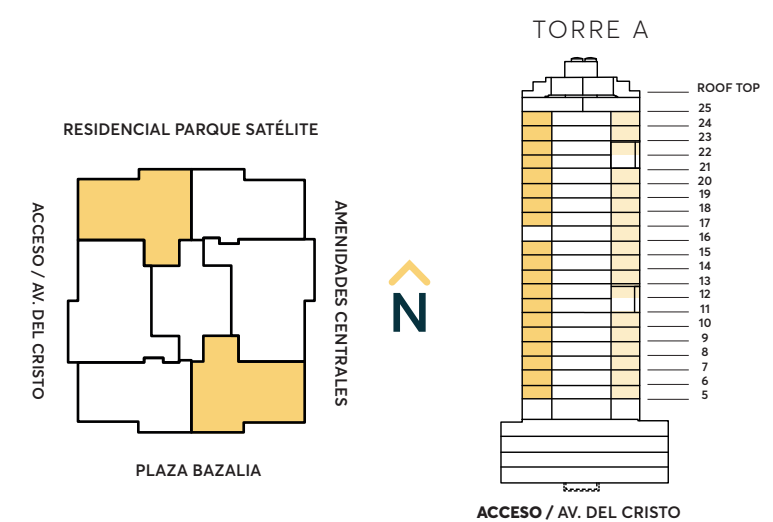 TORRE A
RESIDENCIAL PARQUE SATÉLITE
ACCESO / AV. DEL CRISTO
AMENIDADES CENTRALES
PLAZA BAZALIA
N
ROOF TOP
25
24
23
22
21
20
19
18
17
16
15
14
13
12
11
10
9
8
7
6
5
ACCESO / AV. DEL CRISTO